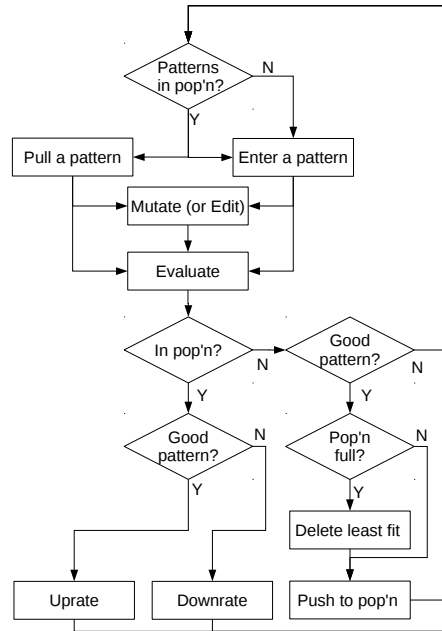 Patterns
in pop'n?
N
Y
Pull a pattern
Enter a pattern
Mutate (or Edit)
Evaluate
In pop'n?
N
Y
Good
pattern?
N
Y
Good
pattern?
N
Y
Pop'n
full?
N
Y
Delete least fit
Uprate
Downrate
Push to pop'n